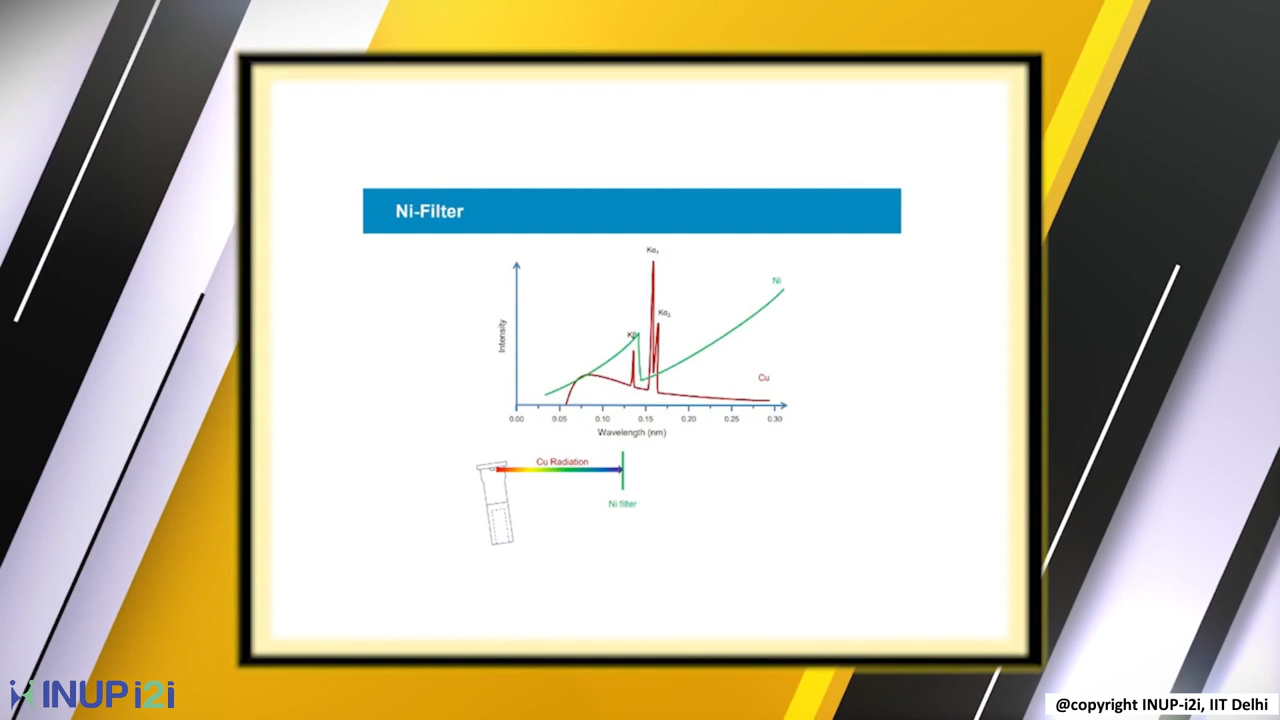 Ni-Filter
Kα₁
Ni
Kα₂
Kβ
Intensity
Cu
0.00 0.05 0.10 0.15 0.20 0.25 0.30
Wavelength (nm)
Cu Radiation
Ni filter
INUP i2i
@copyright INUP-i2i, IIT Delhi